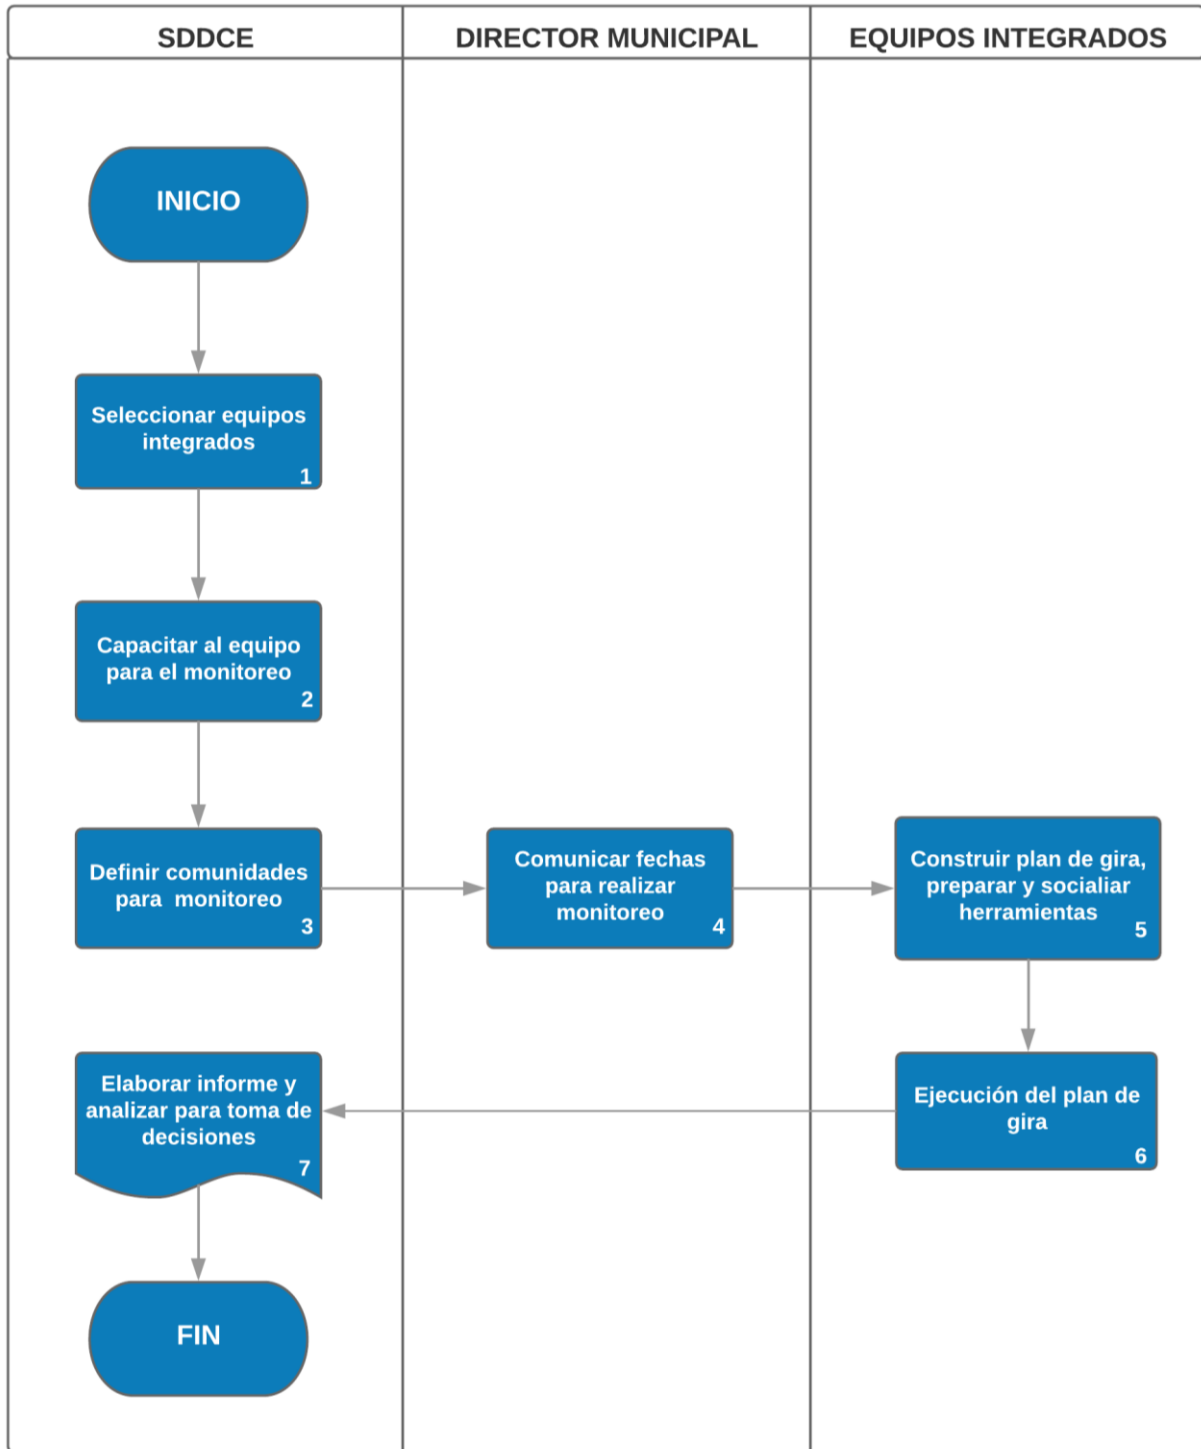 SDDCE
DIRECTOR MUNICIPAL
EQUIPOS INTEGRADOS
INICIO
Seleccionar equipos
integrados
1
Capacitar al equipo
para el monitoreo
2
Definir comunidades
para monitoreo
3
Comunicar fechas
para realizar
monitoreo
4
Construir plan de gira,
preparar y socialiar
herramientas
5
Ejecución del plan de
gira
6
Elaborar informe y
analizar para toma de
decisiones
7
FIN